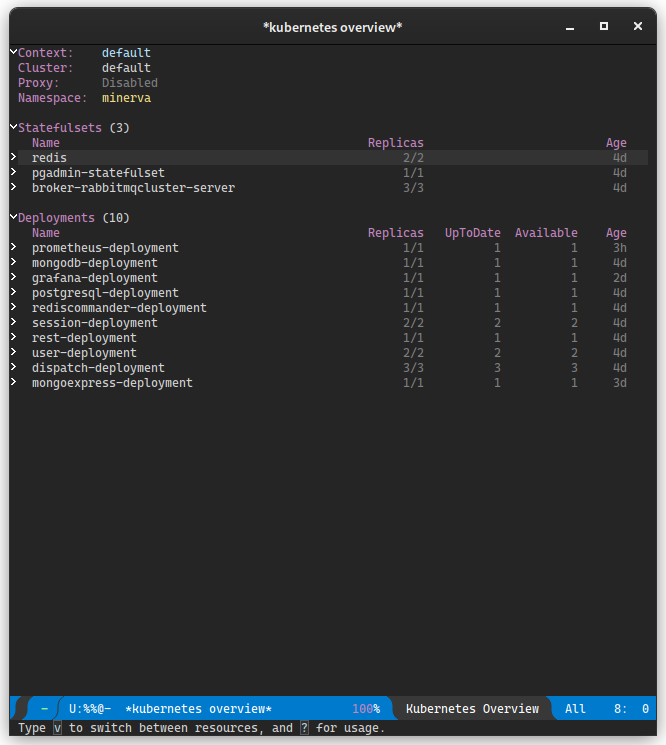 *kubernetes overview*
Context: default
Cluster: default
Proxy: Disabled
Namespace: minerva
Statefulsets (3)
Name Replicas Age
redis 2/2 4d
pgadmin-statefulset 1/1 4d
broker-rabbitmqcluster-server 3/3 4d
Deployments (10)
Name Replicas UpToDate Available Age
prometheus-deployment 1/1 1 1 3h
mongodb-deployment 1/1 1 1 4d
grafana-deployment 1/1 1 1 2d
postgresql-deployment 1/1 1 1 4d
rediscommander-deployment 1/1 1 1 4d
session-deployment 2/2 2 2 4d
rest-deployment 1/1 1 1 4d
user-deployment 2/2 2 2 4d
dispatch-deployment 3/3 3 3 4d
mongoexpress-deployment 1/1 1 1 3d
- U:%%@- *kubernetes overview* 100% Kubernetes Overview All 8: 0
Type v to switch between resources, and ? for usage.